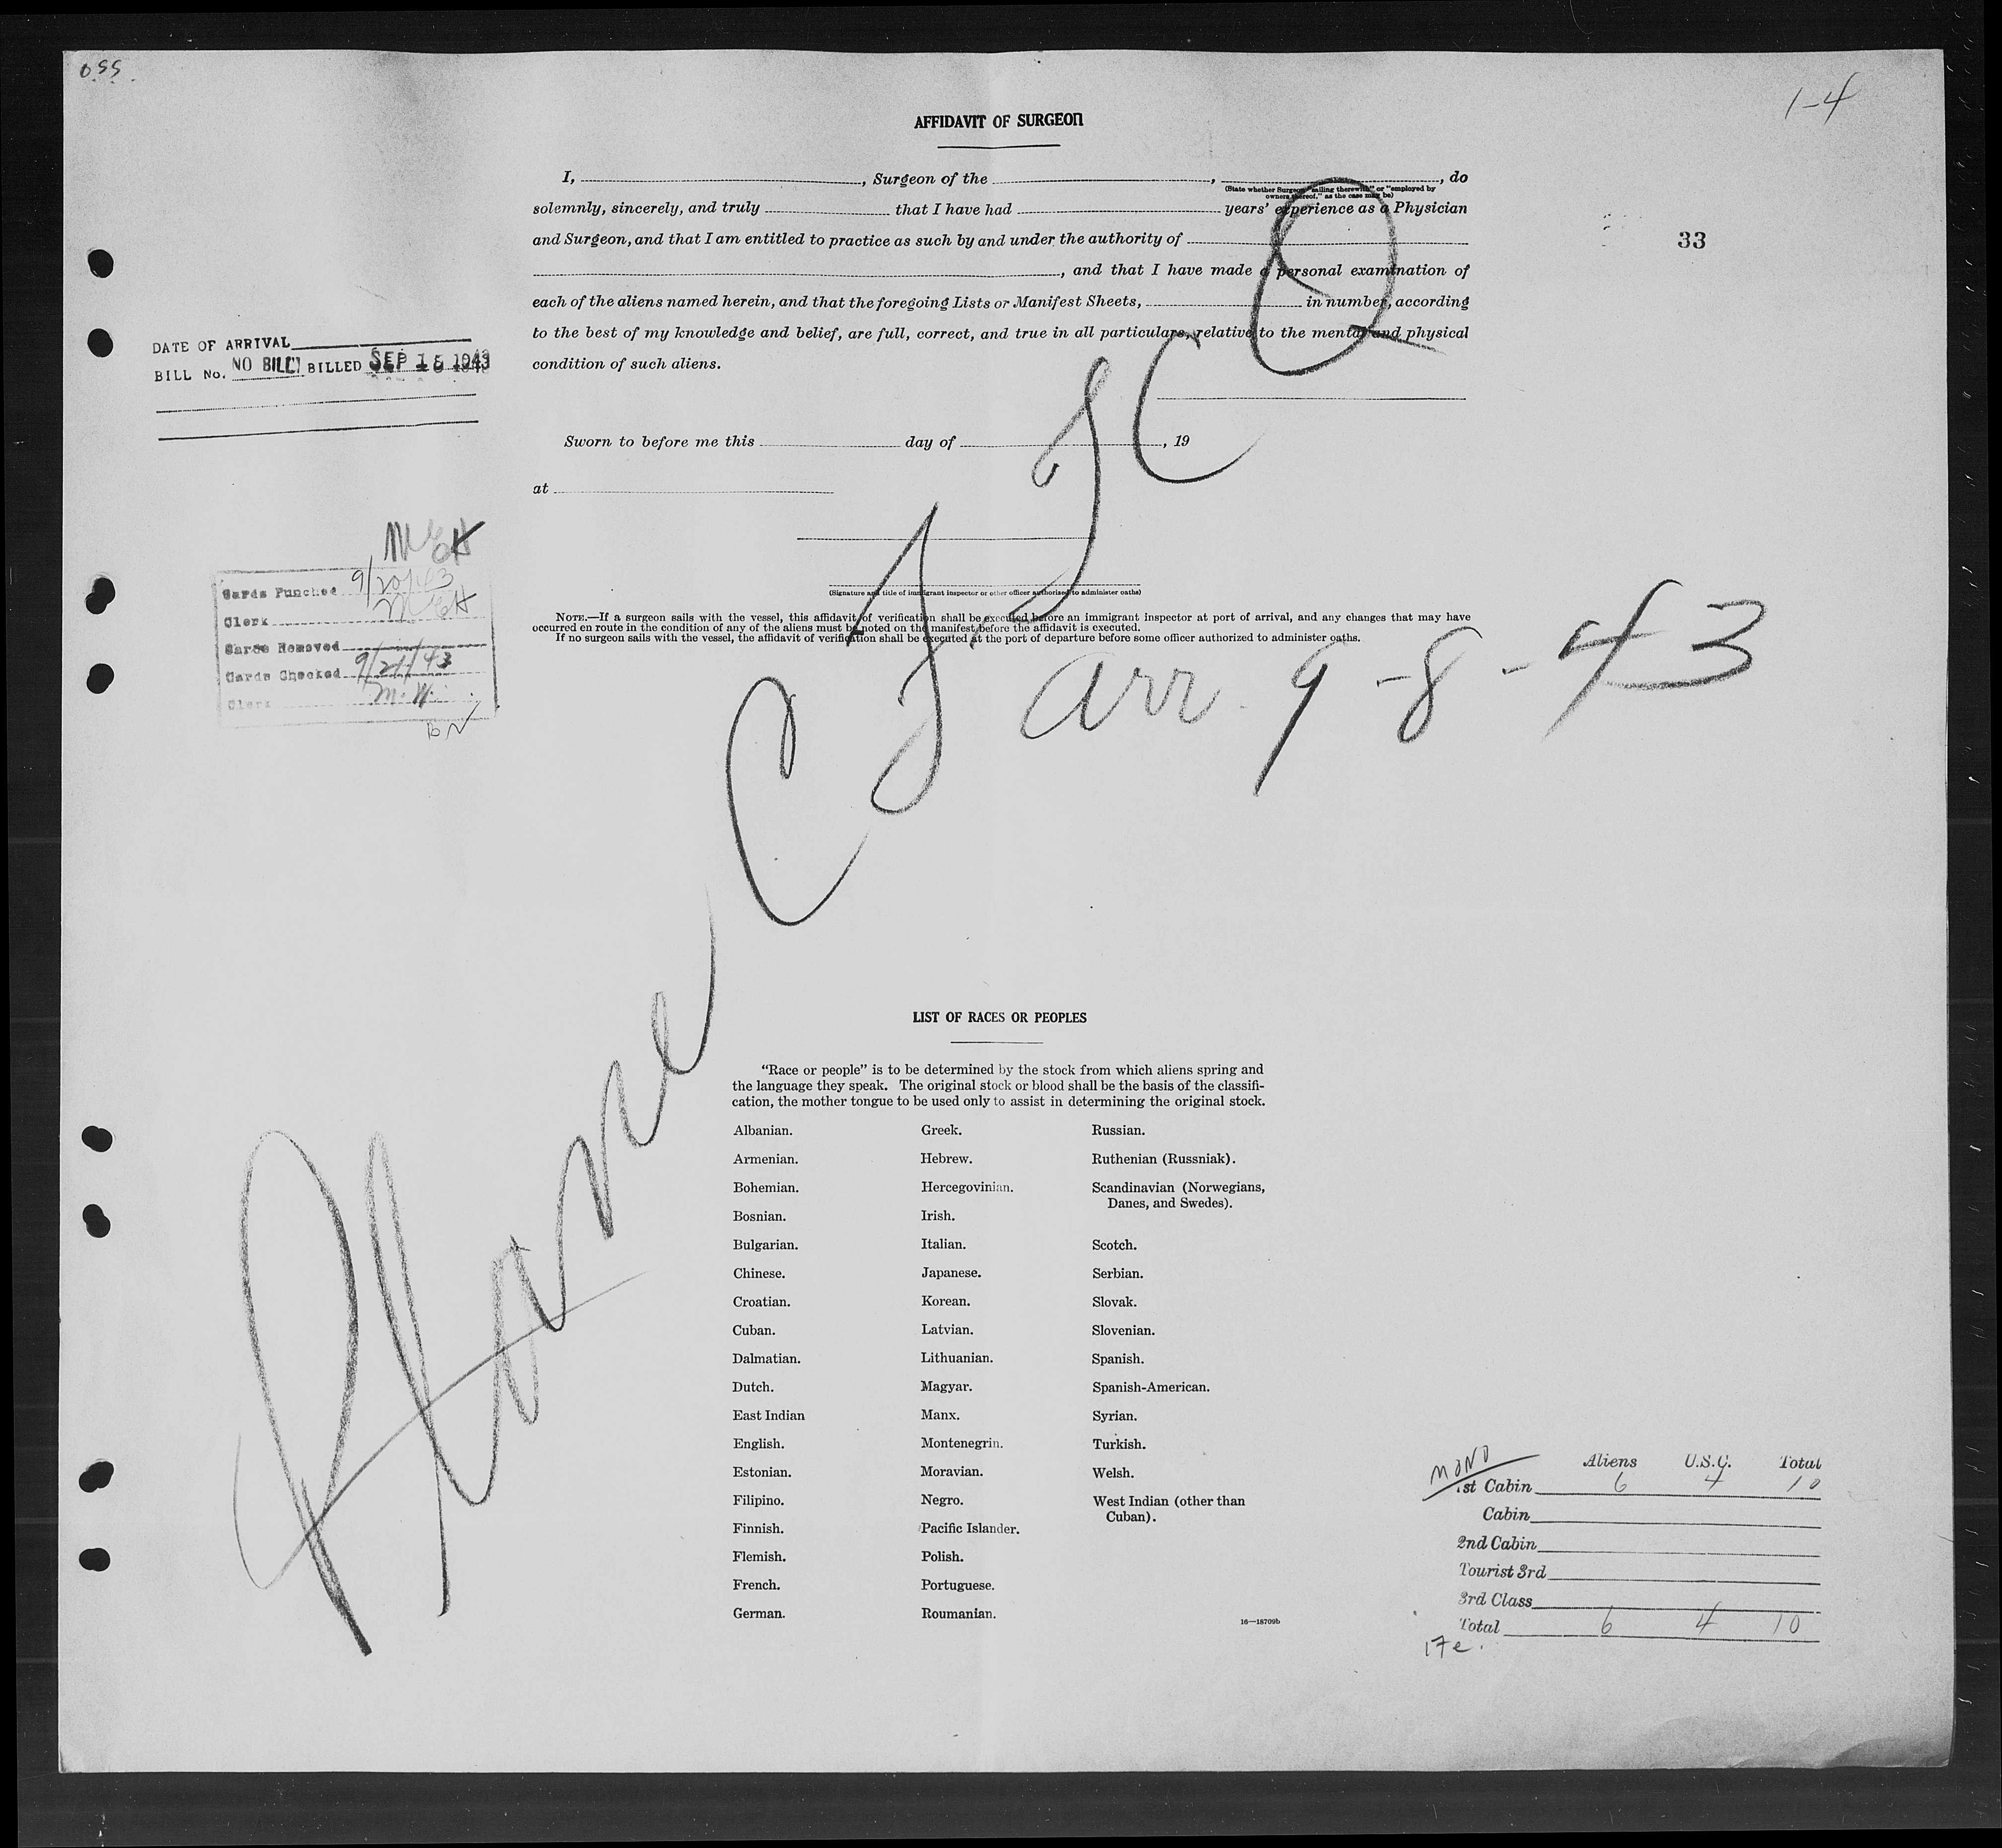 055
1-4
AFFIDAVIT OF SURGEON
I, , Surgeon of the , , do
(State whether Surgeon "sailing therewith" or "employed by
owners thereof," as the case may be)
solemnly, sincerely, and truly that I have had years' experience as a Physician
and Surgeon, and that I am entitled to practice as such by and under the authority of
, and that I have made a personal examination of
each of the aliens named herein, and that the foregoing Lists or Manifest Sheets, in number, according
to the best of my knowledge and belief, are full, correct, and true in all particulars, relative to the mental and physical
condition of such aliens.
33
DATE OF ARRIVAL
BILL No. NO BILL BILLED SEP 1943
Sworn to before me this day of , 19
at
(Signature and title of immigrant inspector or other officer authorized to administer oaths)
NOTE.—If a surgeon sails with the vessel, this affidavit of verification shall be executed before an immigrant inspector at port of arrival, and any changes that may have
occurred en route in the condition of any of the aliens must be noted on the manifest before the affidavit is executed.
If no surgeon sails with the vessel, the affidavit of verification shall be executed at the port of departure before some officer authorized to administer oaths.
Cards Punched 9/20/43
Clerk MEH
Cards Removed
Cards Checked 9/21/43
Clerk M.W.
Plane
arr. 9-8-43
LIST OF RACES OR PEOPLES
"Race or people" is to be determined by the stock from which aliens spring and
the language they speak. The original stock or blood shall be the basis of the classifi-
cation, the mother tongue to be used only to assist in determining the original stock.
Albanian. Greek. Russian.
Armenian. Hebrew. Ruthenian (Russniak).
Bohemian. Hercegovinian. Scandinavian (Norwegians,
Danes, and Swedes).
Bosnian. Irish.
Bulgarian. Italian. Scotch.
Chinese. Japanese. Serbian.
Croatian. Korean. Slovak.
Cuban. Latvian. Slovenian.
Dalmatian. Lithuanian. Spanish.
Dutch. Magyar. Spanish-American.
East Indian Manx. Syrian.
English. Montenegrin. Turkish.
Estonian. Moravian. Welsh.
Filipino. Negro. West Indian (other than
Cuban).
Finnish. Pacific Islander.
Flemish. Polish.
French. Portuguese.
German. Roumanian.
16—18709b
Aliens U.S.C. Total
1st Cabin 6 4 10
Cabin
2nd Cabin
Tourist 3rd
3rd Class
Total 6 4 10
17e.